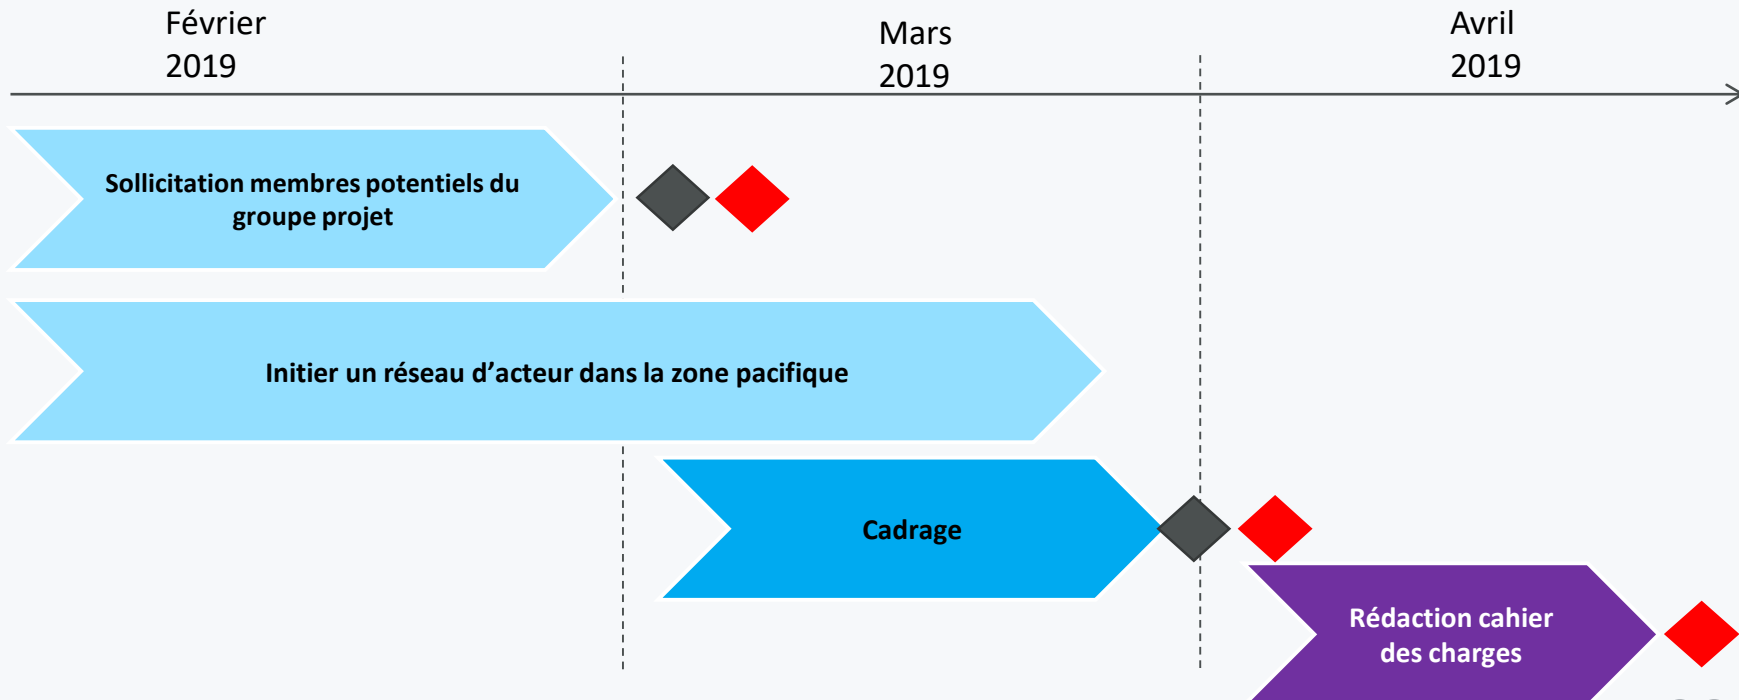 Février
2019
Mars
2019
Avril
2019
Sollicitation membres potentiels du
groupe projet
Initier un réseau d’acteur dans la zone pacifique
Cadrage
Rédaction cahier
des charges